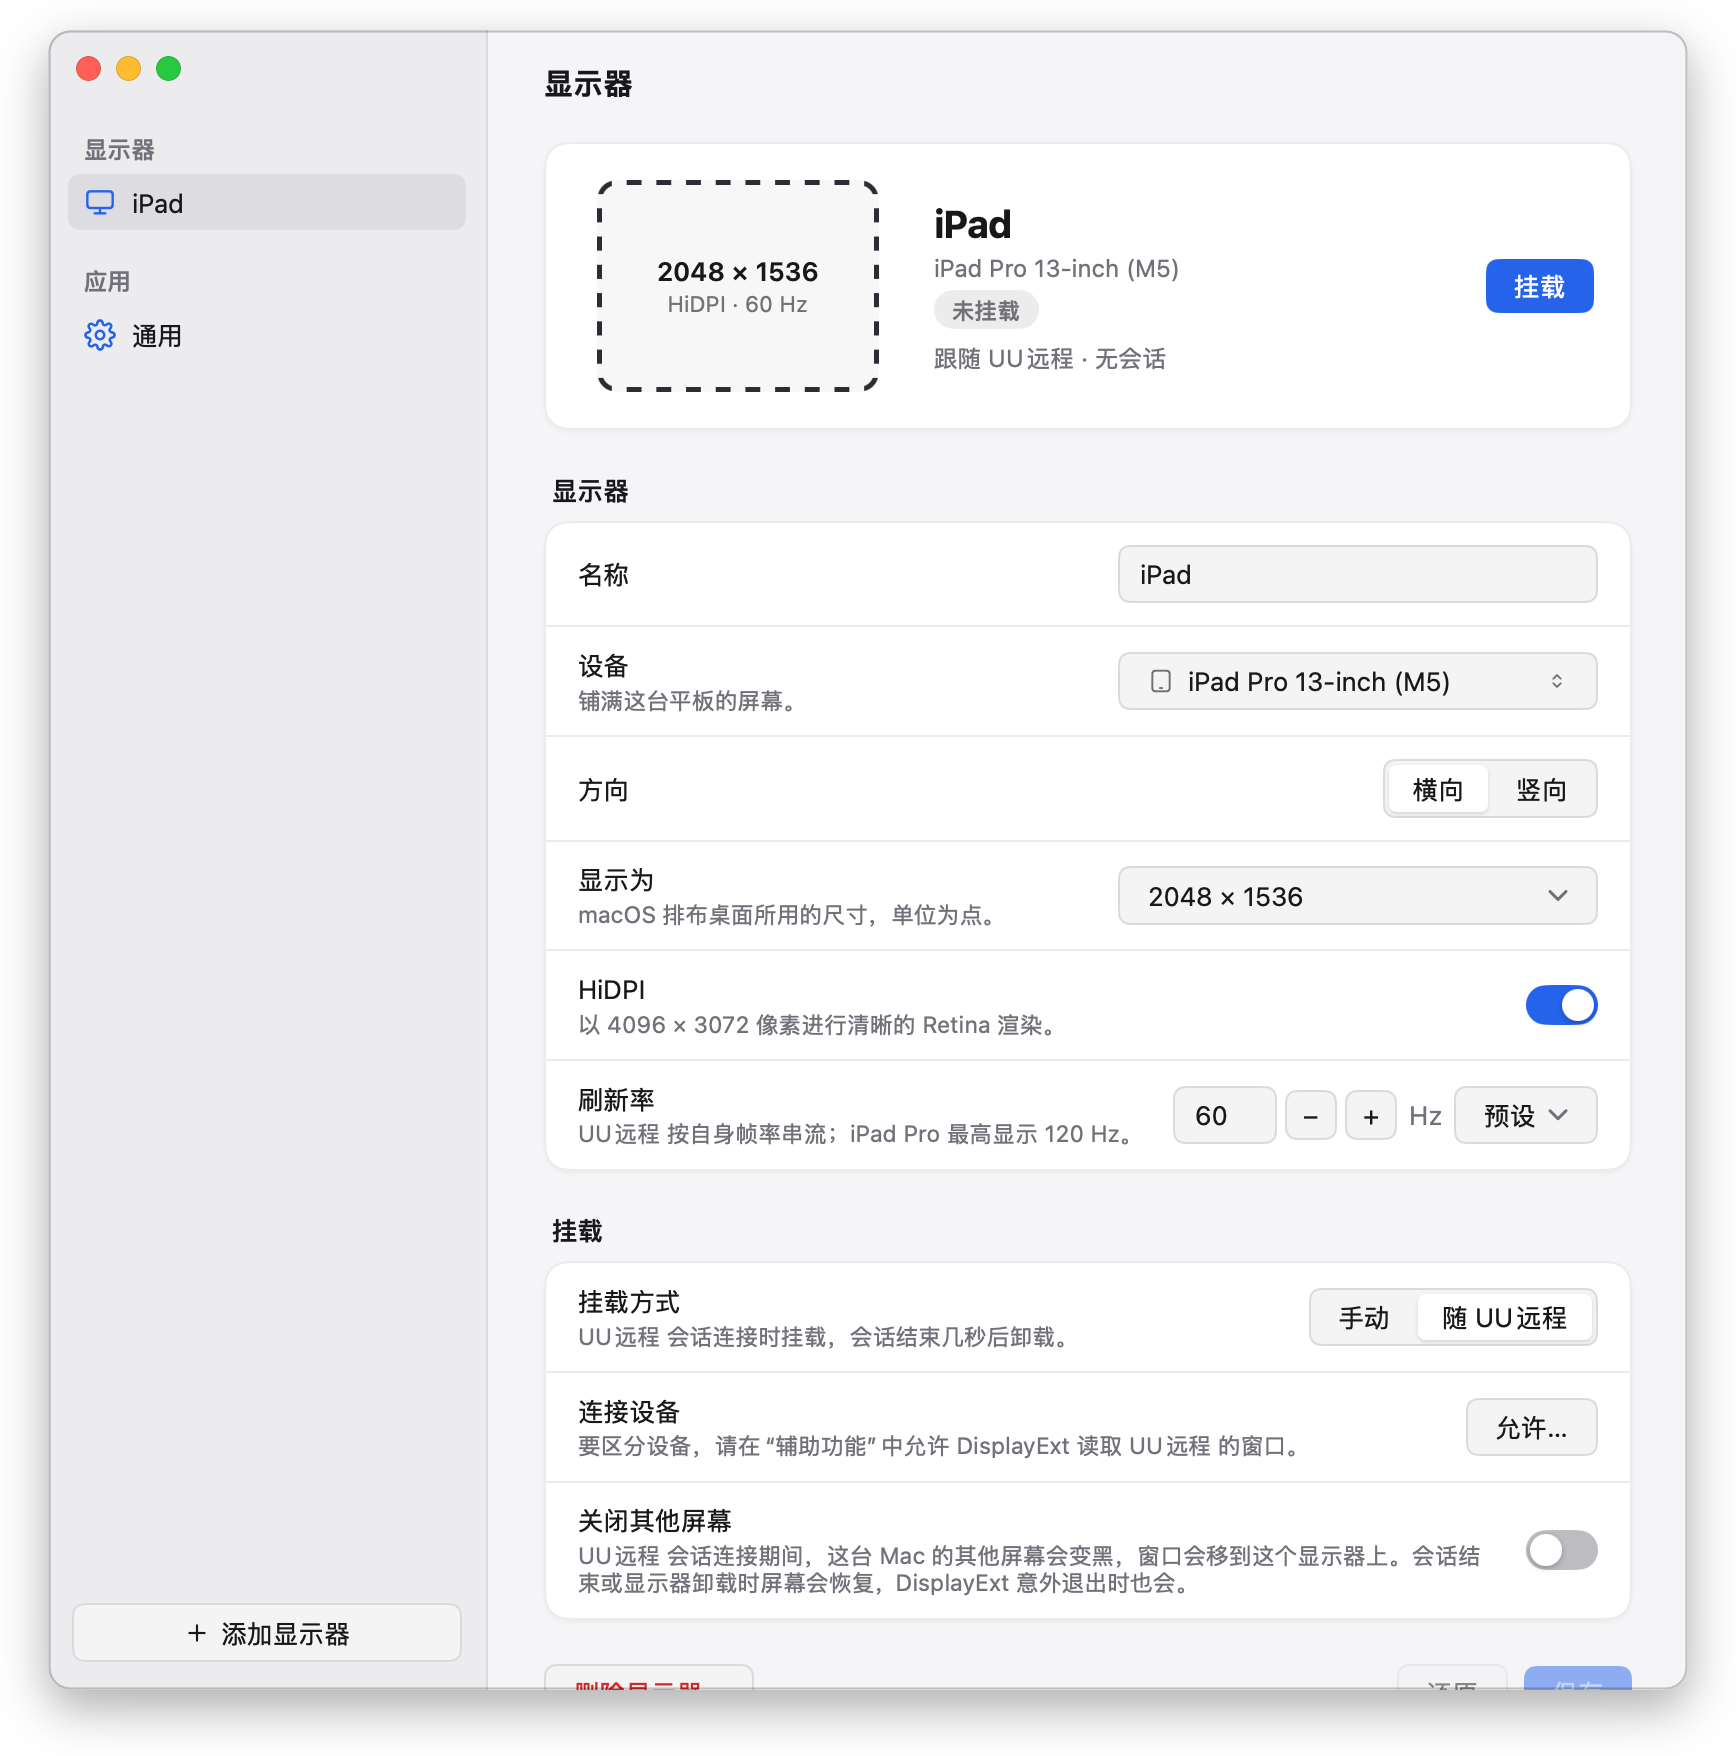 显示器
iPad
应用
通用
添加显示器
显示器
2048 × 1536
HiDPI · 60 Hz
iPad
iPad Pro 13-inch (M5)
未挂载
跟随 UU远程 · 无会话
挂载
显示器
名称
iPad
设备
铺满这台平板的屏幕。
iPad Pro 13-inch (M5)
方向
横向
竖向
显示为
macOS 排布桌面所用的尺寸，单位为点。
2048 × 1536
HiDPI
以 4096 × 3072 像素进行清晰的 Retina 渲染。
刷新率
UU远程 按自身帧率串流；iPad Pro 最高显示 120 Hz。
60
−
+
Hz
预设
挂载
挂载方式
UU远程 会话连接时挂载，会话结束几秒后卸载。
手动
随 UU远程
连接设备
要区分设备，请在“辅助功能”中允许 DisplayExt 读取 UU远程 的窗口。
允许...
关闭其他屏幕
UU远程 会话连接期间，这台 Mac 的其他屏幕会变黑，窗口会移到这个显示器上。会话结
束或显示器卸载时屏幕会恢复，DisplayExt 意外退出时也会。
删除显示器
还原
保存